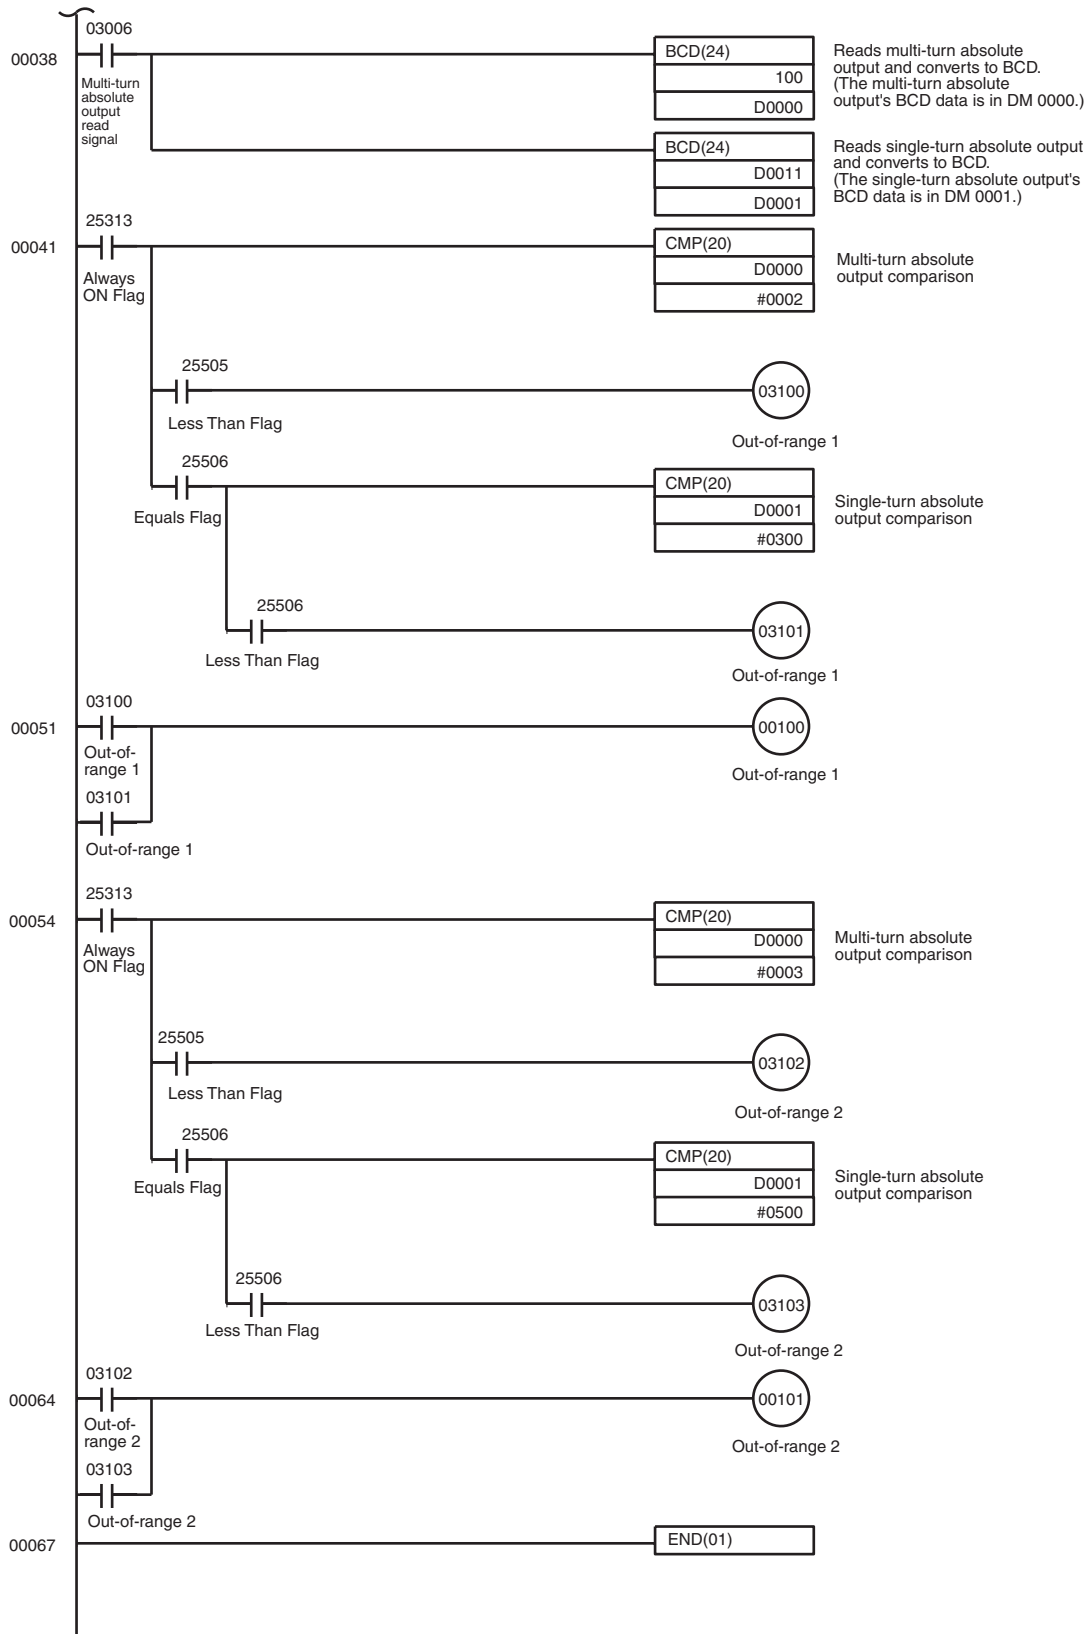 03006
00038
Multi-turn
absolute
output
read
signal
BCD(24)
100
D0000
Reads multi-turn absolute
output and converts to BCD.
(The multi-turn absolute
output's BCD data is in DM 0000.)
BCD(24)
D0011
D0001
Reads single-turn absolute output
and converts to BCD.
(The single-turn absolute output's
BCD data is in DM 0001.)
25313
00041
Always
ON Flag
CMP(20)
D0000
#0002
Multi-turn absolute
output comparison
25505
Less Than Flag
03100
Out-of-range 1
25506
Equals Flag
CMP(20)
D0001
#0300
Single-turn absolute
output comparison
25506
Less Than Flag
03101
Out-of-range 1
03100
00051
Out-of-
range 1
00100
Out-of-range 1
03101
Out-of-range 1
25313
00054
Always
ON Flag
CMP(20)
D0000
#0003
Multi-turn absolute
output comparison
25505
Less Than Flag
03102
Out-of-range 2
25506
Equals Flag
CMP(20)
D0001
#0500
Single-turn absolute
output comparison
25506
Less Than Flag
03103
Out-of-range 2
03102
00064
Out-of-
range 2
00101
Out-of-range 2
03103
Out-of-range 2
00067
END(01)